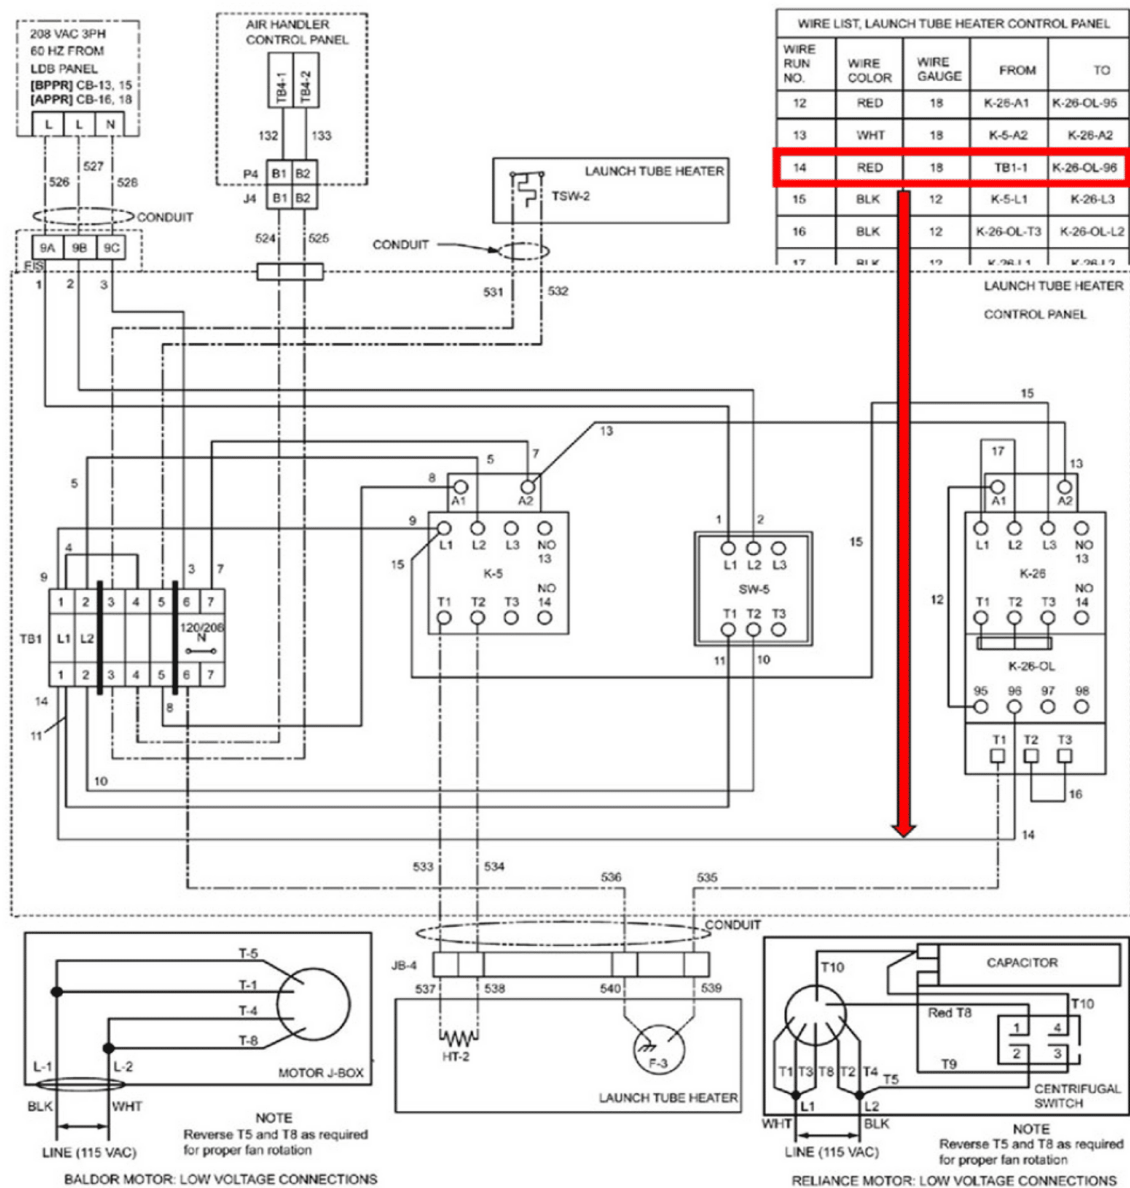 208 VAC 3PH
60 HZ FROM
LDB PANEL
[BPPR] CB-13, 15
[APPR] CB-16, 18
L L N
526
527
528
CONDUIT
9A 9B 9C
1 2 3
AIR HANDLER
CONTROL PANEL
TB4-1 TB4-2
132 133
P4 B1 B2
J4 B1 B2
524 525
LAUNCH TUBE HEATER
TSW-2
CONDUIT
531 532
WIRE LIST, LAUNCH TUBE HEATER CONTROL PANEL
WIRE RUN NO. WIRE COLOR WIRE GAUGE FROM TO
12 RED 18 K-26-A1 K-26-OL-95
13 WHT 18 K-5-A2 K-26-A2
14 RED 18 TB1-1 K-26-OL-96
15 BLK 12 K-5-L1 K-26-L3
16 BLK 12 K-26-OL-T3 K-26-OL-L2
17 BLK 12 K-26-L1 K-26-L2
LAUNCH TUBE HEATER
CONTROL PANEL
15
13
17
13
5
5
7
8
A1 A2
9
4
9
3
7
15
L1 L2 L3 NO
13
K-5
NO
T1 T2 T3 14
1 2
L1 L2 L3
SW-5
T1 T2 T3
11 10
15
12
A1 A2
L1 L2 L3 NO
13
K-26
NO
T1 T2 T3 14
K-26-OL
95 96 97 98
T1 T2 T3
16
14
1 2 3 4 5 6 7
TB1 L1 L2
120/208
N
1 2 3 4 5 6 7
14
11
8
10
533 534
536 535
CONDUIT
JB-4
537 538 540 539
HT-2
F-3
LAUNCH TUBE HEATER
T-5
T-1
T-4
T-8
L-1 L-2
MOTOR J-BOX
BLK WHT
LINE (115 VAC)
NOTE
Reverse T5 and T8 as required
for proper fan rotation
BALDOR MOTOR: LOW VOLTAGE CONNECTIONS
CAPACITOR
T10
T10
Red T8
1 4
2 3
T9
T1 T3 T8 T2 T4
T5
CENTRIFUGAL
SWITCH
L1 L2
WHT BLK
LINE (115 VAC)
NOTE
Reverse T5 and T8 as required
for proper fan rotation
RELIANCE MOTOR: LOW VOLTAGE CONNECTIONS